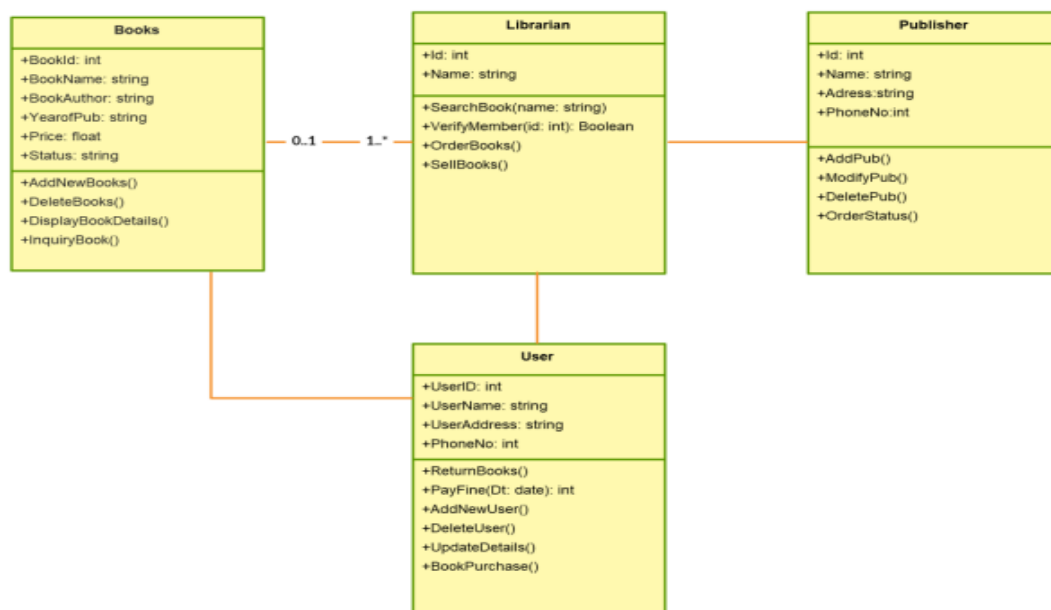 Books
+BookId: int
+BookName: string
+BookAuthor: string
+YearofPub: string
+Price: float
+Status: string
+AddNewBooks()
+DeleteBooks()
+DisplayBookDetails()
+InquiryBook()
0..1
1..*
Librarian
+Id: int
+Name: string
+SearchBook(name: string)
+VerifyMember(id: int): Boolean
+OrderBooks()
+SellBooks()
Publisher
+Id: int
+Name: string
+Adress:string
+PhoneNo:int
+AddPub()
+ModifyPub()
+DeletePub()
+OrderStatus()
User
+UserID: int
+UserName: string
+UserAddress: string
+PhoneNo: int
+ReturnBooks()
+PayFine(Dt: date): int
+AddNewUser()
+DeleteUser()
+UpdateDetails()
+BookPurchase()